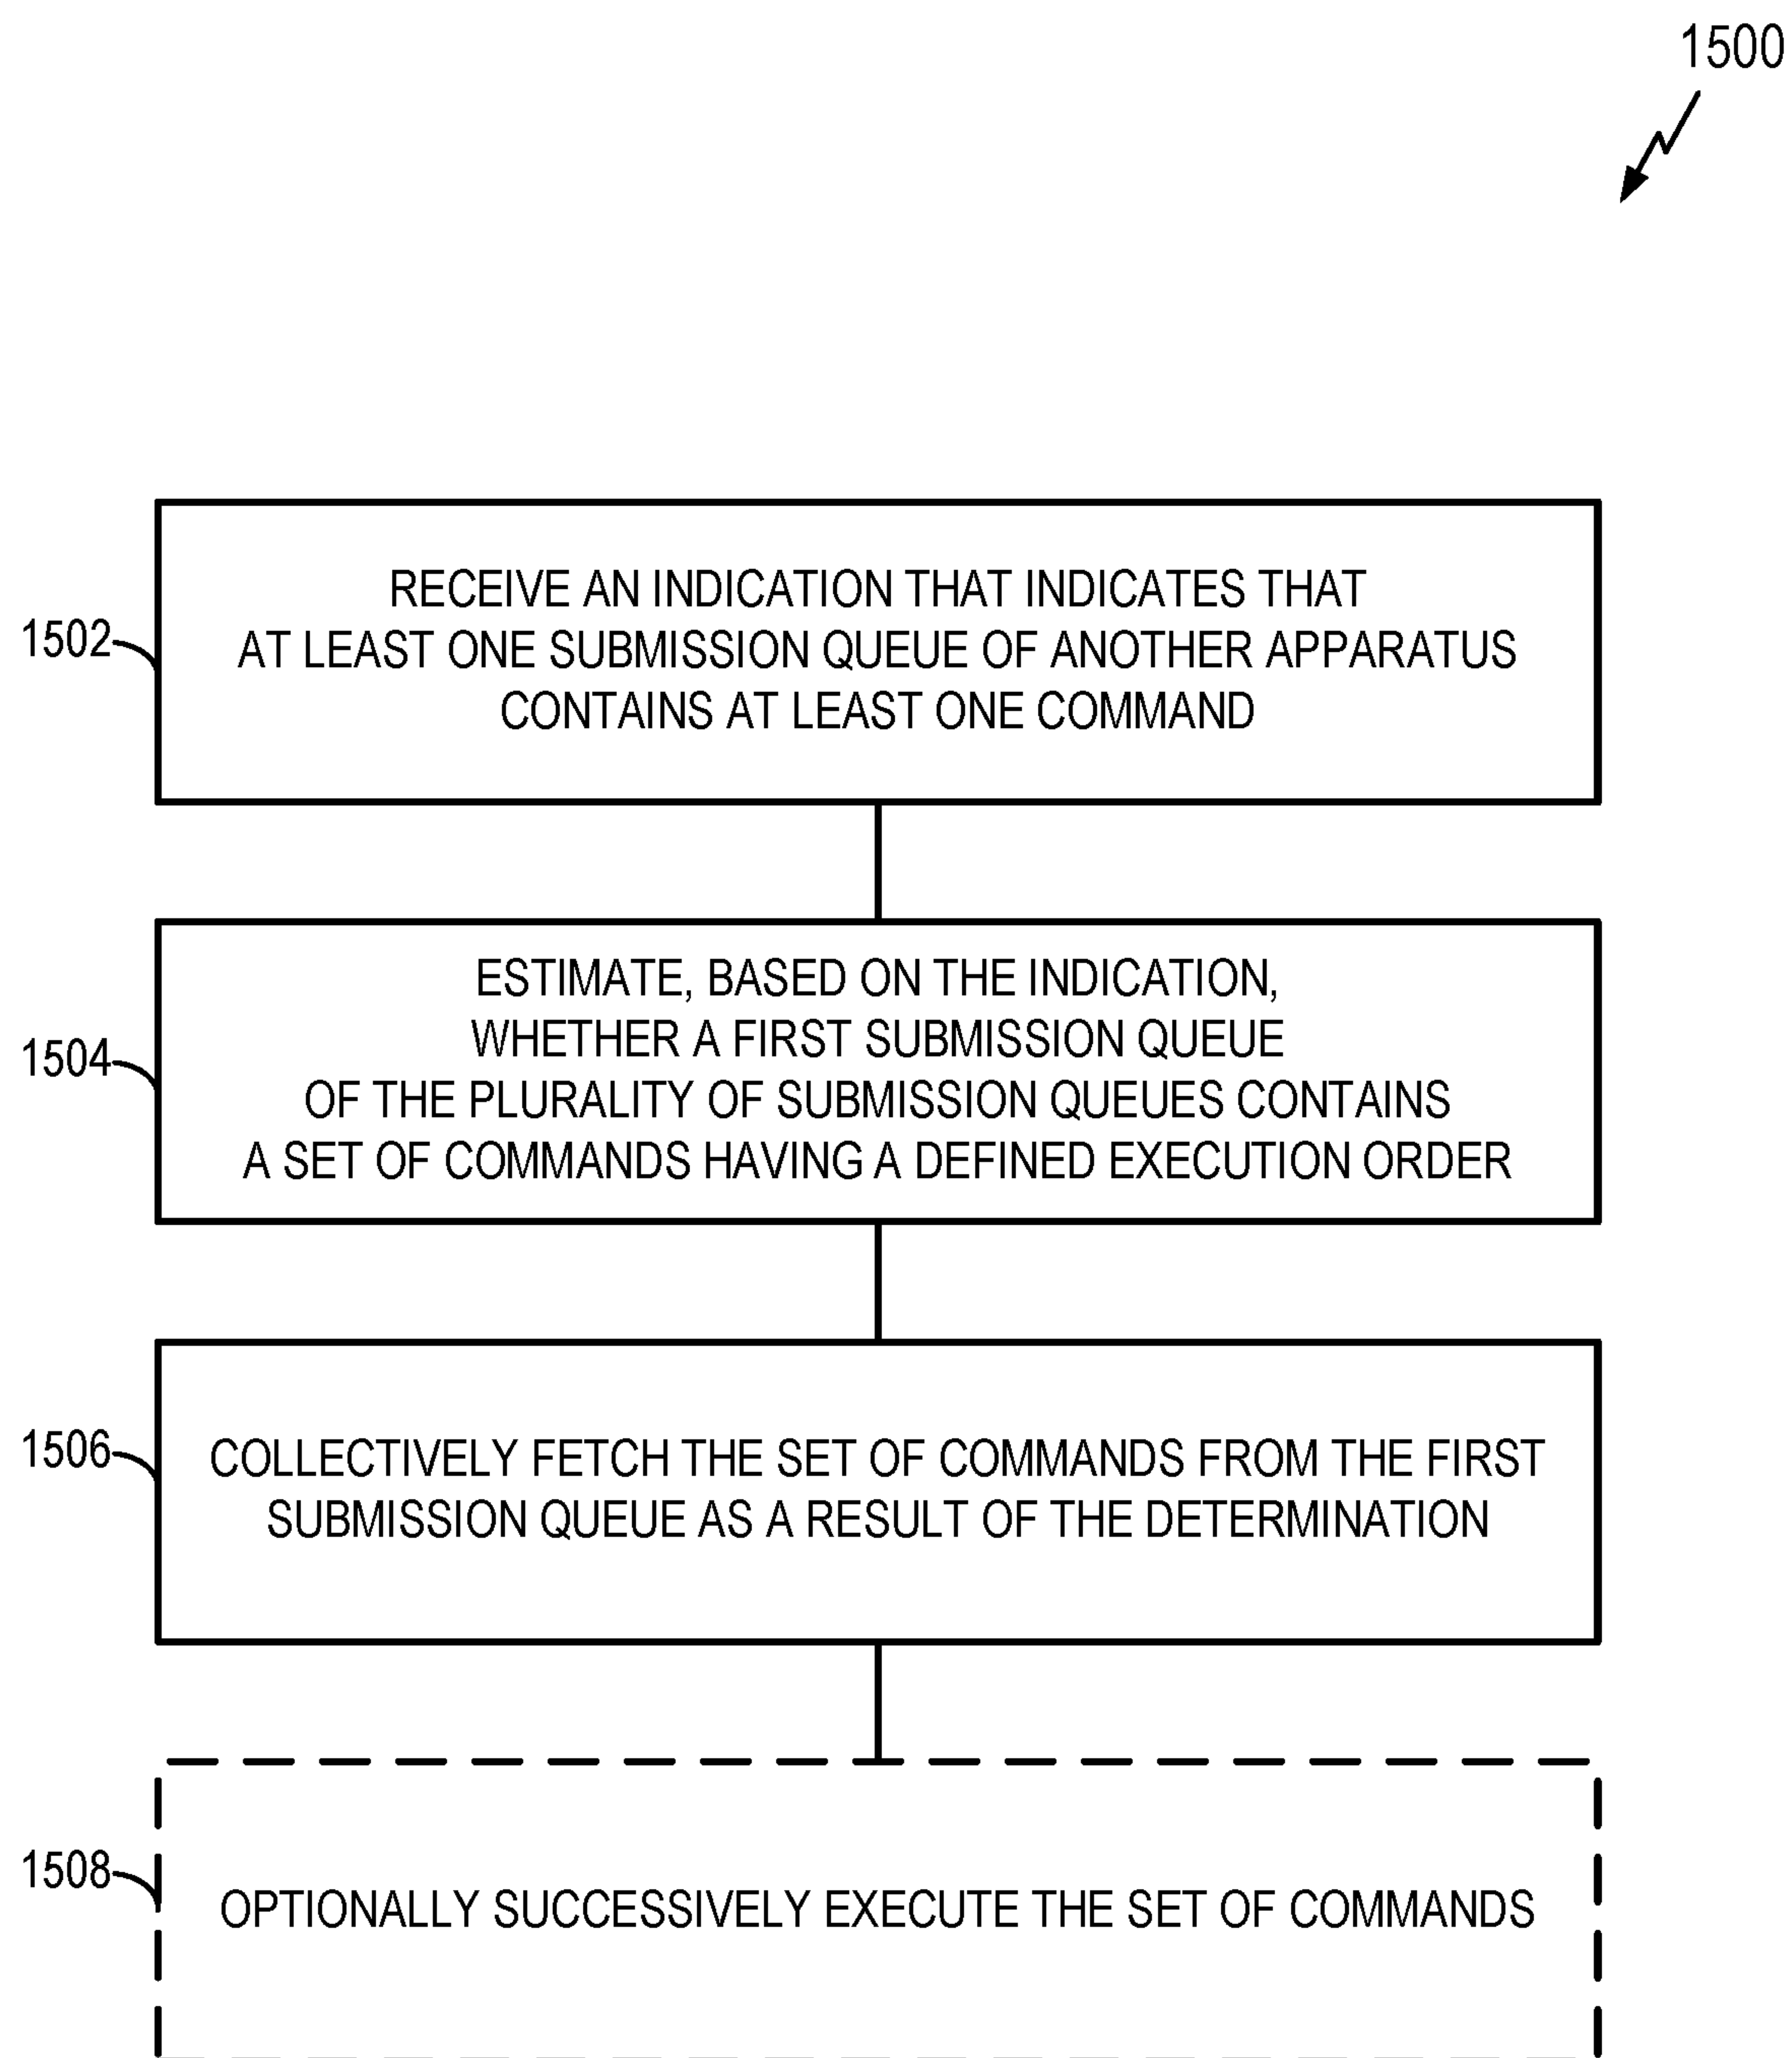 1500
1502
RECEIVE AN INDICATION THAT INDICATES THAT
AT LEAST ONE SUBMISSION QUEUE OF ANOTHER APPARATUS
CONTAINS AT LEAST ONE COMMAND
1504
ESTIMATE, BASED ON THE INDICATION,
WHETHER A FIRST SUBMISSION QUEUE
OF THE PLURALITY OF SUBMISSION QUEUES CONTAINS
A SET OF COMMANDS HAVING A DEFINED EXECUTION ORDER
1506
COLLECTIVELY FETCH THE SET OF COMMANDS FROM THE FIRST
SUBMISSION QUEUE AS A RESULT OF THE DETERMINATION
1508
OPTIONALLY SUCCESSIVELY EXECUTE THE SET OF COMMANDS